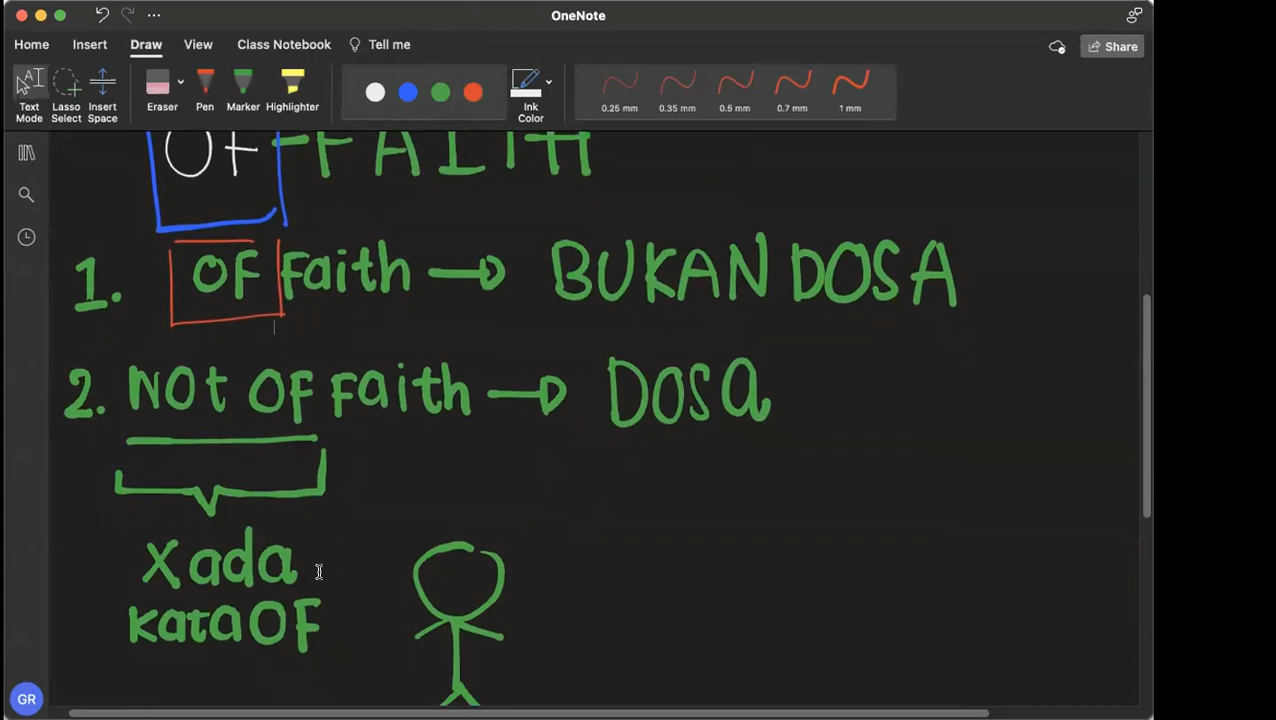 OneNote
Home Insert Draw View Class Notebook Tell me
Share
Text Mode
Lasso Select
Insert Space
Eraser
Pen
Marker
Highlighter
Ink Color
0.25 mm
0.35 mm
0.5 mm
0.7 mm
1 mm
OF-FAITH
1. OF Faith → BUKAN DOSA
2. NOt OF Faith → DOSa
Xada
kataOF
GR